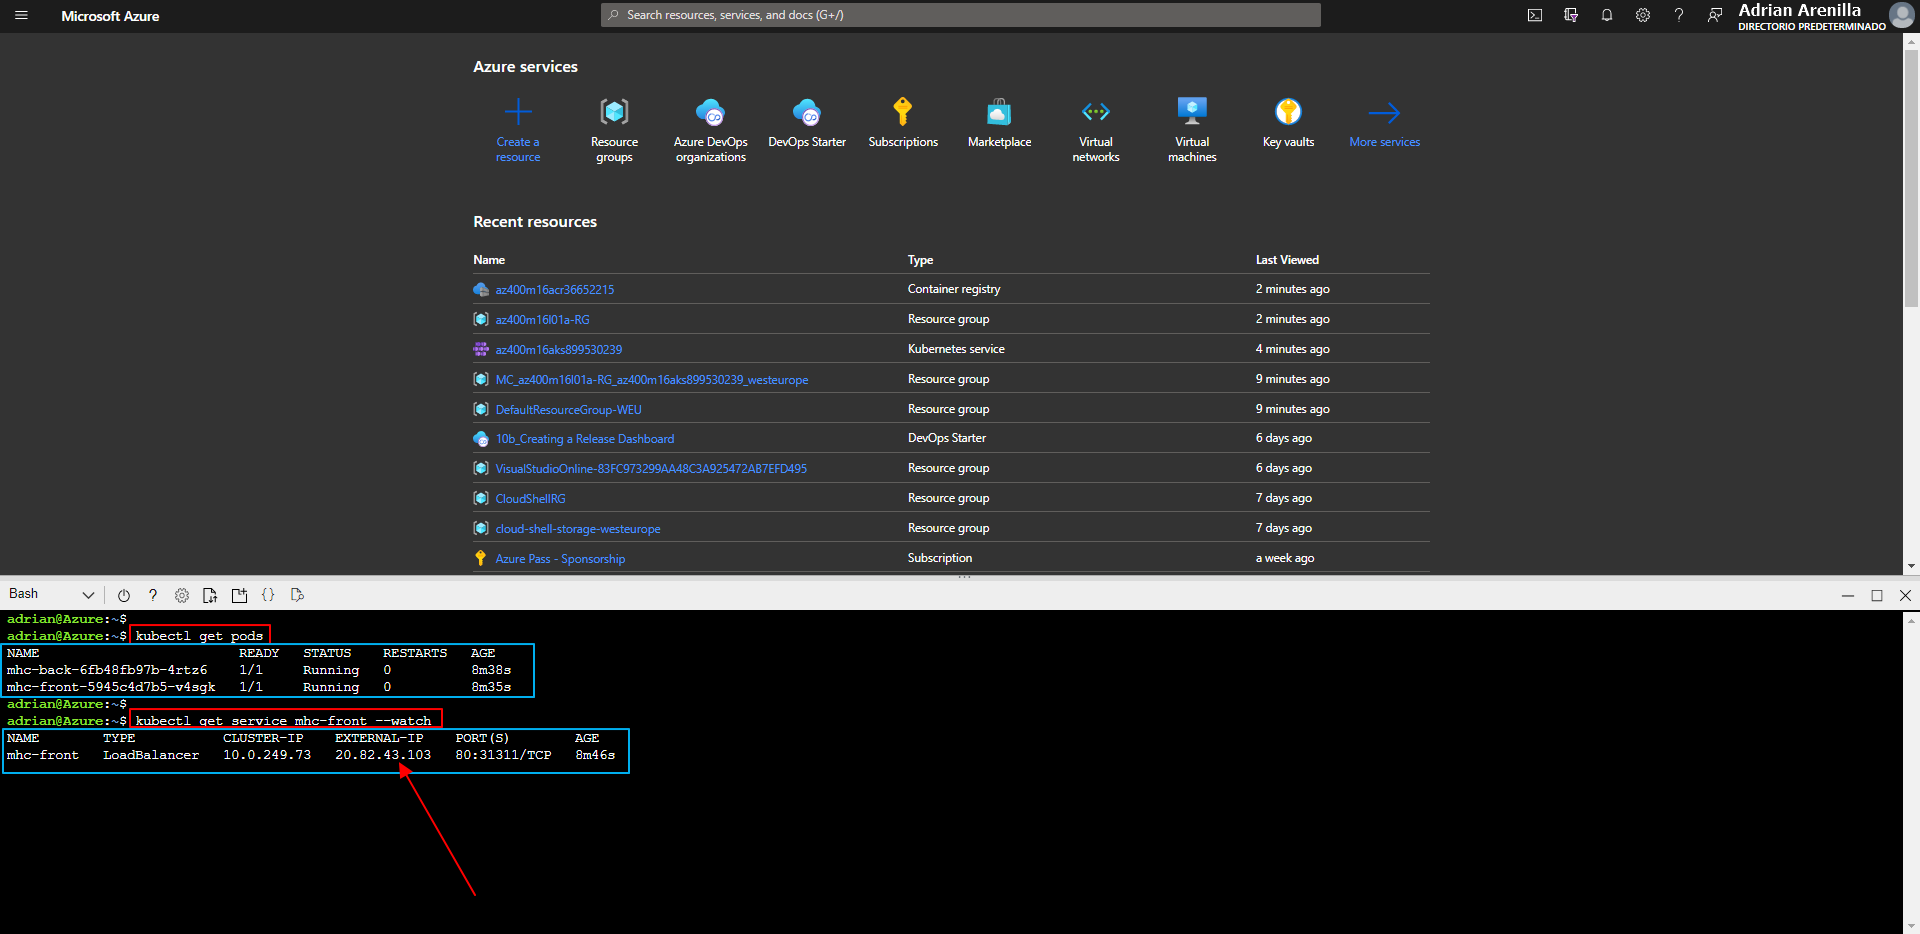 Microsoft Azure
Search resources, services, and docs (G+/)
Adrian Arenilla
DIRECTORIO PREDETERMINADO
Azure services
Create a resource
Resource groups
Azure DevOps organizations
DevOps Starter
Subscriptions
Marketplace
Virtual networks
Virtual machines
Key vaults
More services
Recent resources
Name Type Last Viewed
az400m16acr36652215 Container registry 2 minutes ago
az400m16l01a-RG Resource group 2 minutes ago
az400m16aks899530239 Kubernetes service 4 minutes ago
MC_az400m16l01a-RG_az400m16aks899530239_westeurope Resource group 9 minutes ago
DefaultResourceGroup-WEU Resource group 9 minutes ago
10b_Creating a Release Dashboard DevOps Starter 6 days ago
VisualStudioOnline-83FC973299AA48C3A925472AB7EFD495 Resource group 6 days ago
CloudShellRG Resource group 7 days ago
cloud-shell-storage-westeurope Resource group 7 days ago
Azure Pass - Sponsorship Subscription a week ago
Bash
adrian@Azure:~$
adrian@Azure:~$ kubectl get pods
NAME READY STATUS RESTARTS AGE
mhc-back-6fb48fb97b-4rtz6 1/1 Running 0 8m38s
mhc-front-5945c4d7b5-v4sgk 1/1 Running 0 8m35s
adrian@Azure:~$
adrian@Azure:~$ kubectl get service mhc-front --watch
NAME TYPE CLUSTER-IP EXTERNAL-IP PORT(S) AGE
mhc-front LoadBalancer 10.0.249.73 20.82.43.103 80:31311/TCP 8m46s